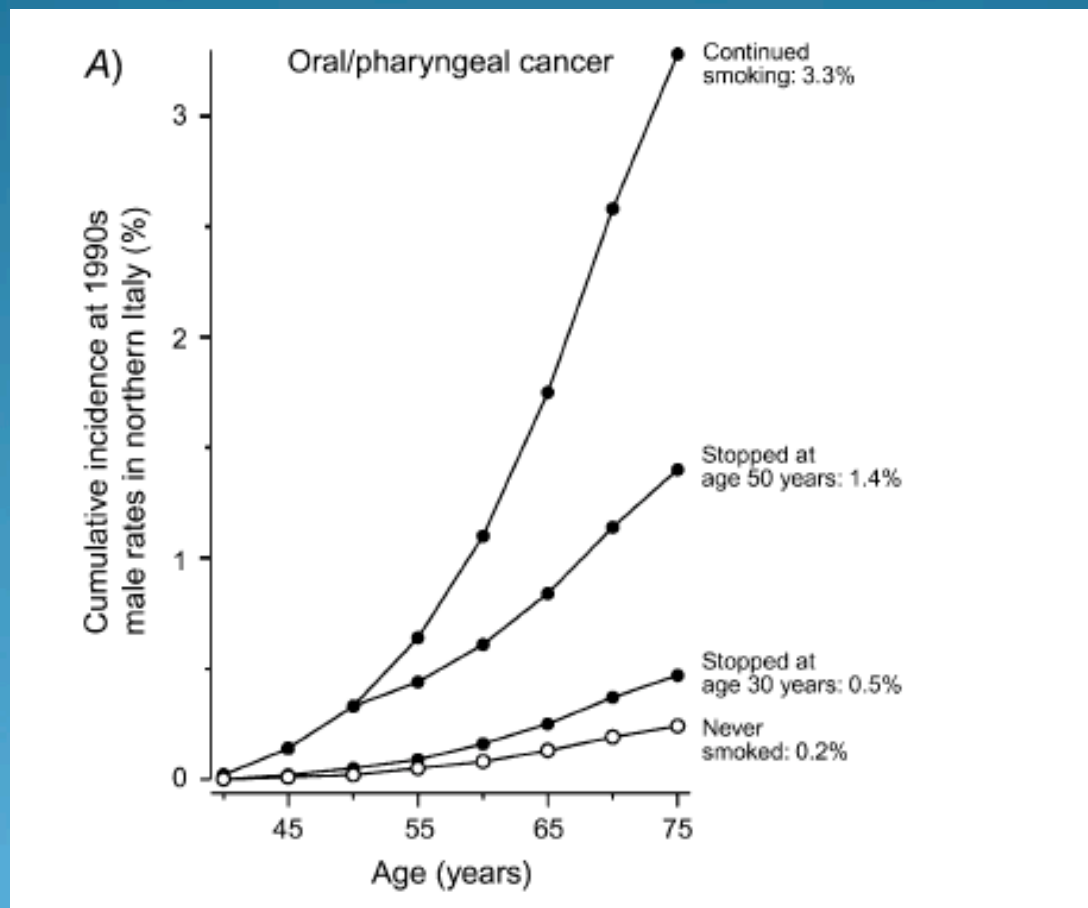 A)
Oral/pharyngeal cancer
Continued
smoking: 3.3%
3
2
1
0
Cumulative incidence at 1990s
male rates in northern Italy (%)
Stopped at
age 50 years: 1.4%
Stopped at
age 30 years: 0.5%
Never
smoked: 0.2%
45 55 65 75
Age (years)